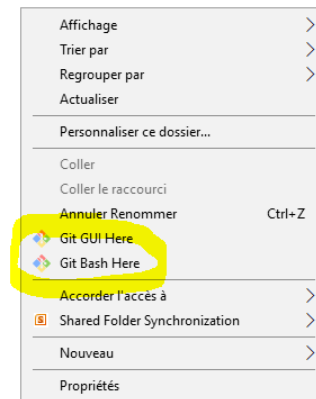 Affichage
Trier par
Regrouper par
Actualiser
Personnaliser ce dossier...
Coller
Coller le raccourci
Annuler Renommer Ctrl+Z
Git GUI Here
Git Bash Here
Accorder l'accès à
S Shared Folder Synchronization
Nouveau
Propriétés